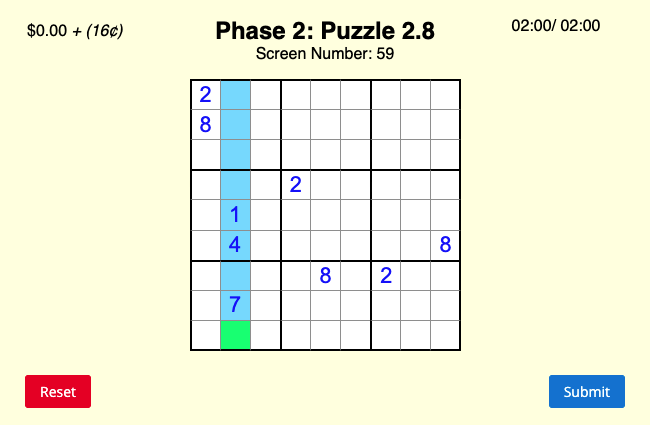 $0.00 + (16¢)
Phase 2: Puzzle 2.8
02:00/ 02:00
Screen Number: 59
2
8
2
1
4 8
8 2
7
Reset
Submit